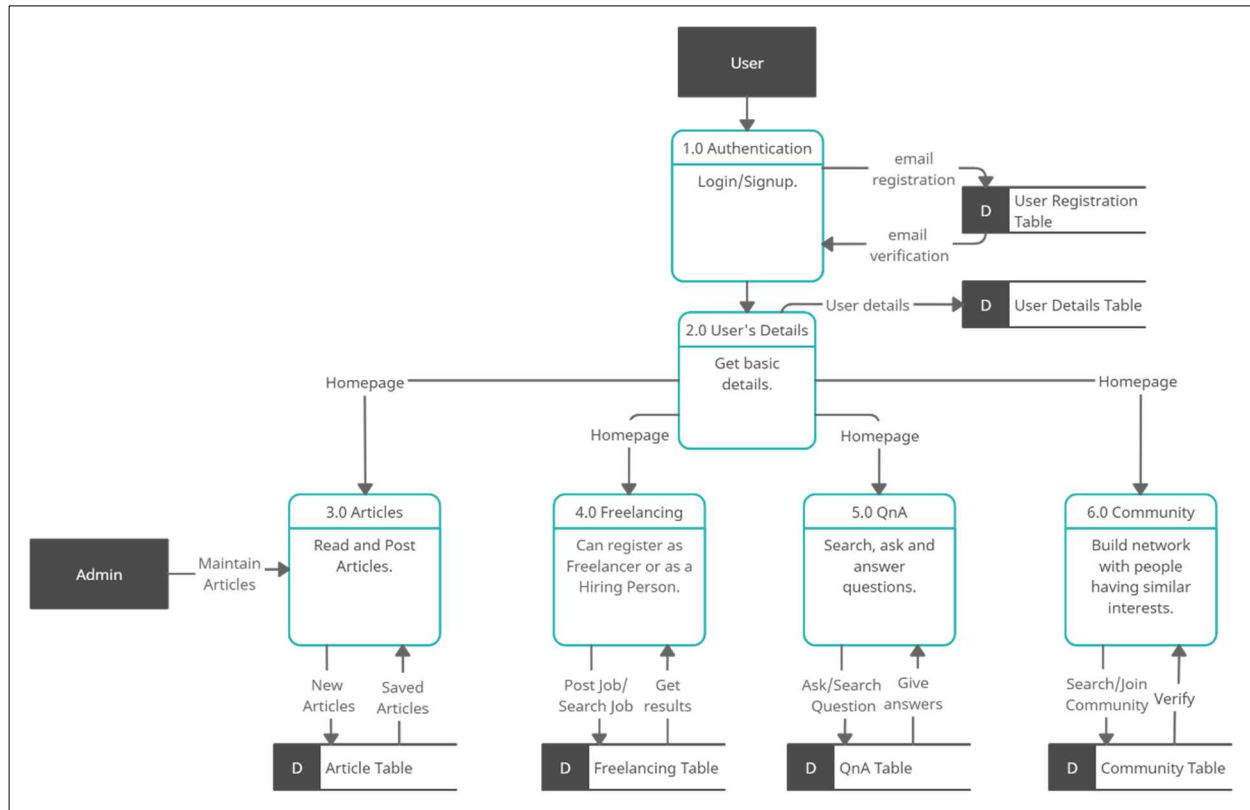 User
1.0 Authentication
Login/Signup.
email
registration
D
User Registration
Table
email
verification
User details
D
User Details Table
2.0 User's Details
Get basic
details.
Homepage
Homepage
Homepage
Homepage
3.0 Articles
Read and Post
Articles.
4.0 Freelancing
Can register as
Freelancer or as a
Hiring Person.
5.0 QnA
Search, ask and
answer
questions.
6.0 Community
Build network
with people
having similar
interests.
Admin
Maintain
Articles
New
Articles
Saved
Articles
Post Job/
Search Job
Get
results
Ask/Search
Question
Give
answers
Search/Join
Community
Verify
D
Article Table
D
Freelancing Table
D
QnA Table
D
Community Table